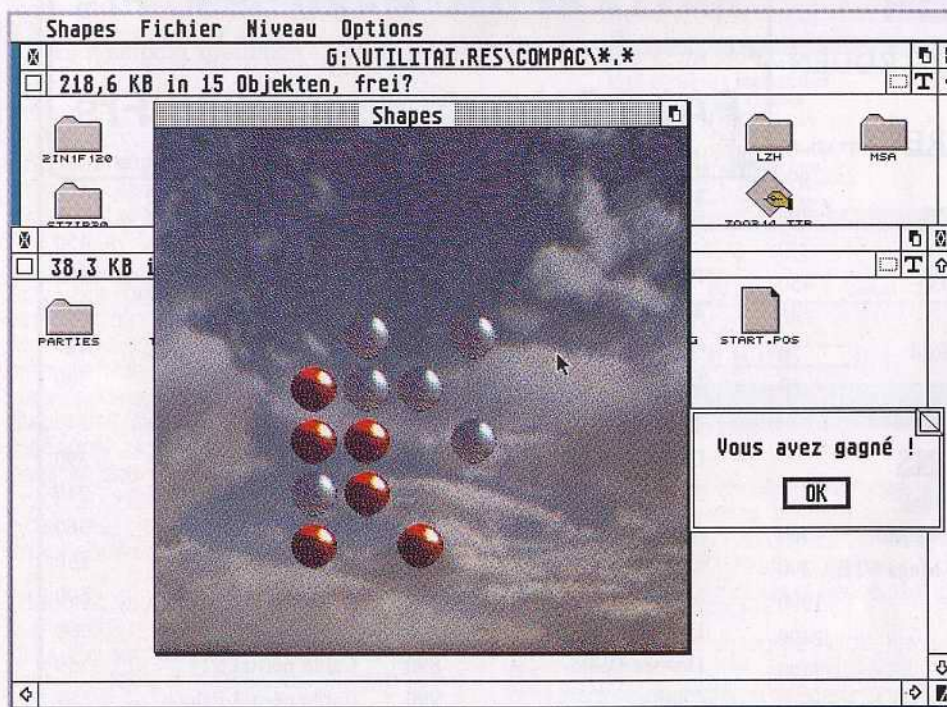 Shapes Fichier Niveau Options
G:\UTILITAI.RES\COMPAC\*.*
218,6 KB in 15 Objekten, frei?
Shapes
2IN1F120
LZH
MSA
38,3 KB
PARTIES
START.POS
Vous avez gagné !
OK